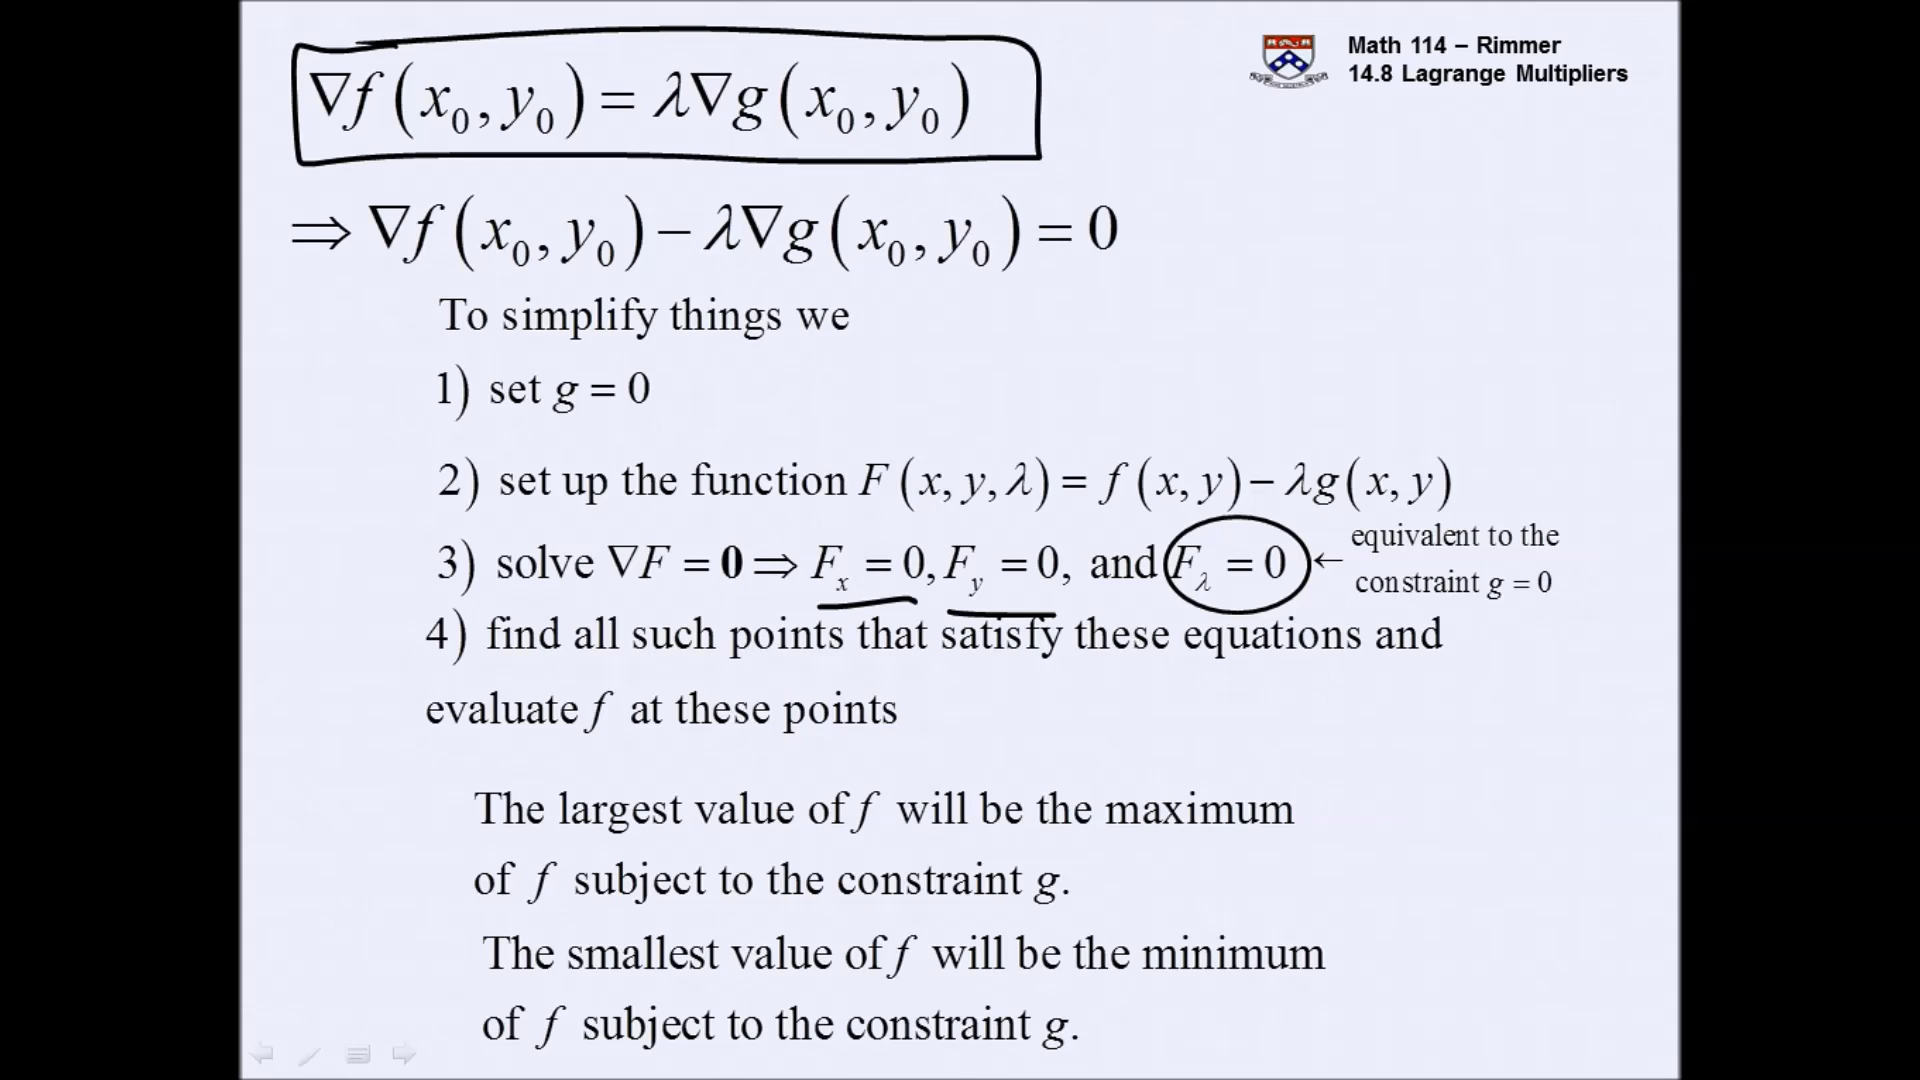 Math 114 – Rimmer
14.8 Lagrange Multipliers
∇f(x₀, y₀) = λ∇g(x₀, y₀)
⇒ ∇f(x₀, y₀) − λ∇g(x₀, y₀) = 0
To simplify things we
1) set g = 0
2) set up the function F(x, y, λ) = f(x, y) − λg(x, y)
3) solve ∇F = 0 ⇒ Fₓ = 0, F_y = 0, and F_λ = 0 ← equivalent to the
constraint g = 0
4) find all such points that satisfy these equations and
evaluate f at these points
The largest value of f will be the maximum
of f subject to the constraint g.
The smallest value of f will be the minimum
of f subject to the constraint g.